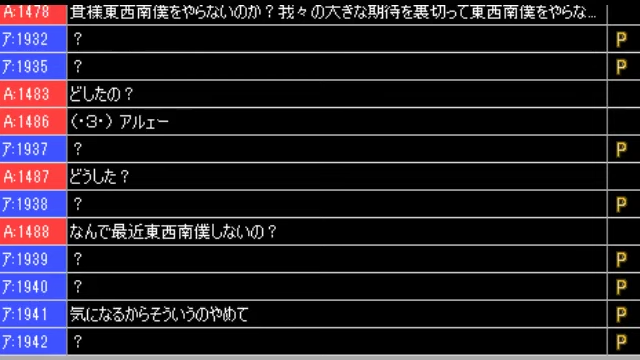 A:1478 貴様東西南僕をやらないのか？我々の大きな期待を裏切って東西南僕をやらな...
ア:1932 ？ P
ア:1935 ？ P
A:1483 どしたの？
A:1486 （・３・）アルェー
ア:1937 ？ P
A:1487 どうした？
ア:1938 ？ P
A:1488 なんで最近東西南僕しないの？
ア:1939 ？ P
ア:1940 ？ P
ア:1941 気になるからそういうのやめて P
ア:1942 ？ P